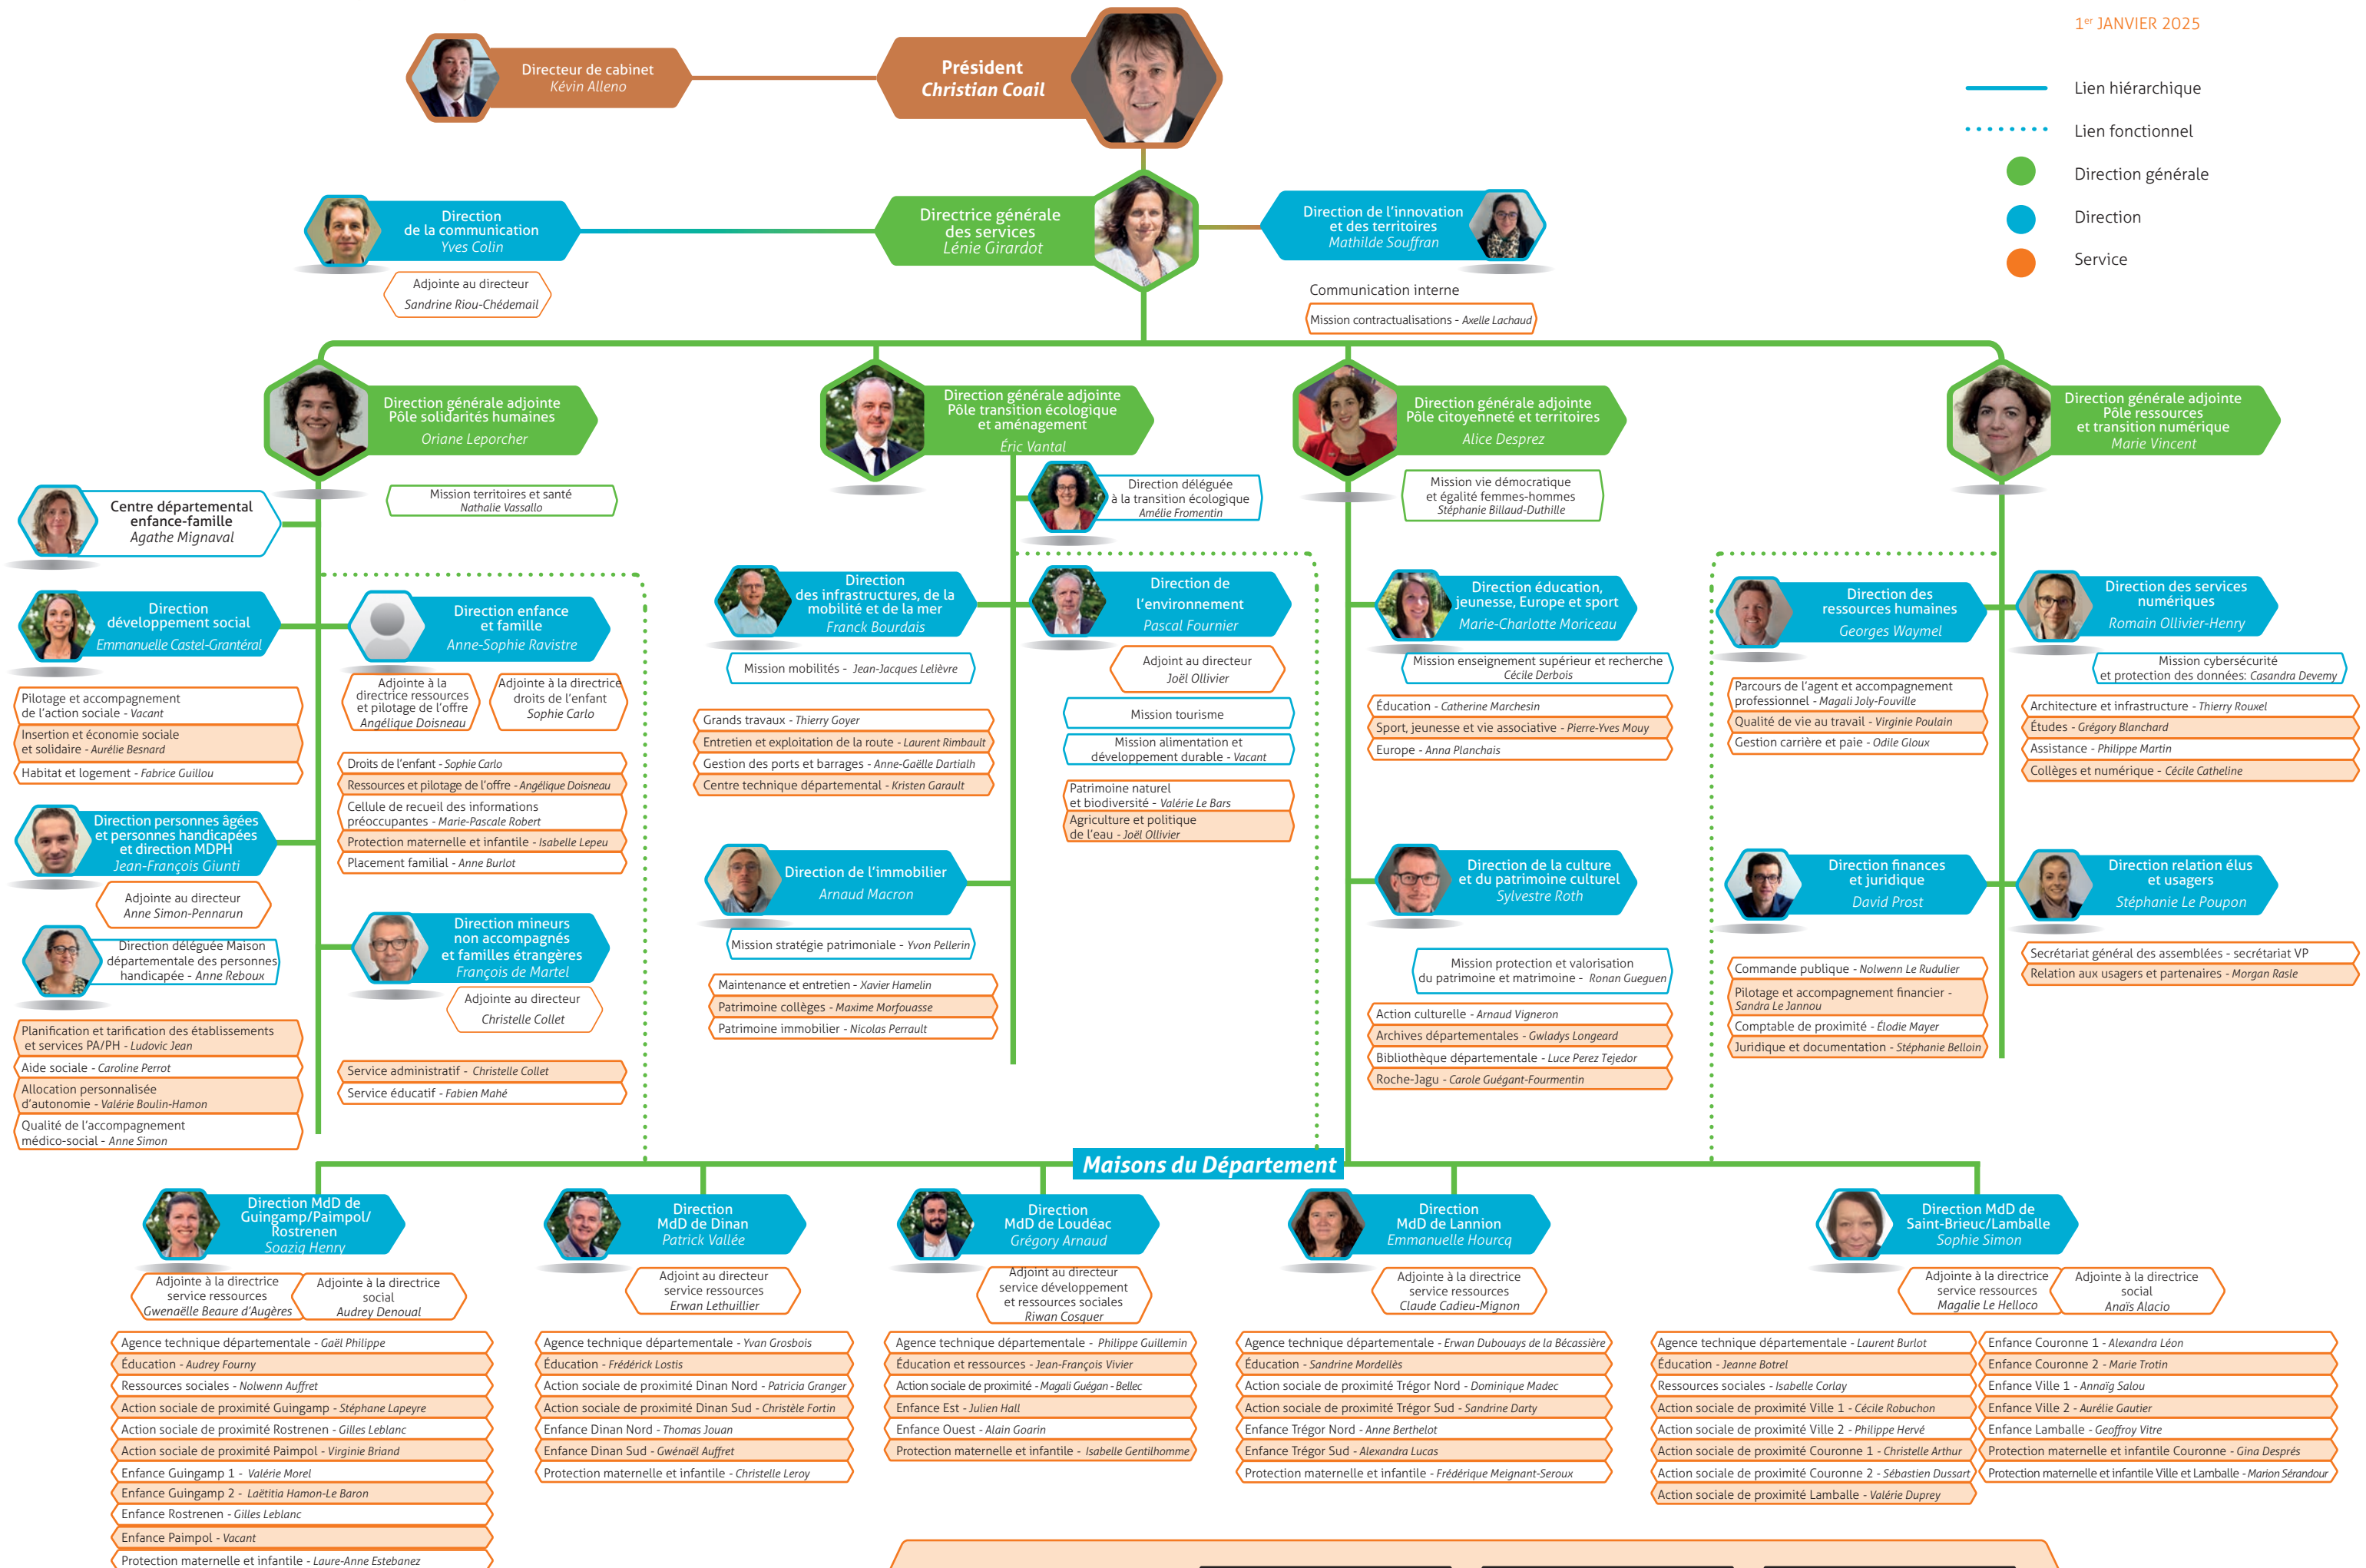 1er JANVIER 2025
Lien hiérarchique
Lien fonctionnel
Direction générale
Direction
Service
Directeur de cabinet
Kévin Alleno
Président
Christian Coail
Direction
de la communication
Yves Colin
Adjointe au directeur
Sandrine Riou-Chédemail
Directrice générale
des services
Lénie Girardot
Direction de l'innovation
et des territoires
Mathilde Souffran
Communication interne
Mission contractualisations - Axelle Lachaud
Direction générale adjointe
Pôle solidarités humaines
Oriane Leporcher
Mission territoires et santé
Nathalie Vassallo
Centre départemental
enfance-famille
Agathe Mignaval
Direction
développement social
Emmanuelle Castel-Grantéral
Pilotage et accompagnement
de l'action sociale - Vacant
Insertion et économie sociale
et solidaire - Aurélie Besnard
Habitat et logement - Fabrice Guillou
Direction personnes âgées
et personnes handicapées
et direction MDPH
Jean-François Giunti
Adjointe au directeur
Anne Simon-Pennarun
Direction déléguée Maison
départementale des personnes
handicapée - Anne Reboux
Planification et tarification des établissements
et services PA/PH - Ludovic Jean
Aide sociale - Caroline Perrot
Allocation personnalisée
d'autonomie - Valérie Boulin-Hamon
Qualité de l'accompagnement
médico-social - Anne Simon
Direction enfance
et famille
Anne-Sophie Ravistre
Adjointe à la
directrice ressources
et pilotage de l'offre
Angélique Doisneau
Adjointe à la directrice
droits de l'enfant
Sophie Carlo
Droits de l'enfant - Sophie Carlo
Ressources et pilotage de l'offre - Angélique Doisneau
Cellule de recueil des informations
préoccupantes - Marie-Pascale Robert
Protection maternelle et infantile - Isabelle Lepeu
Placement familial - Anne Burlot
Direction mineurs
non accompagnés
et familles étrangères
François de Martel
Adjointe au directeur
Christelle Collet
Service administratif - Christelle Collet
Service éducatif - Fabien Mahé
Direction générale adjointe
Pôle transition écologique
et aménagement
Éric Vantal
Direction déléguée
à la transition écologique
Amélie Fromentin
Direction
des infrastructures, de la
mobilité et de la mer
Franck Bourdais
Mission mobilités - Jean-Jacques Lelièvre
Grands travaux - Thierry Goyer
Entretien et exploitation de la route - Laurent Rimbault
Gestion des ports et barrages - Anne-Gaëlle Dartialh
Centre technique départemental - Kristen Garault
Direction de l'immobilier
Arnaud Macron
Mission stratégie patrimoniale - Yvon Pellerin
Maintenance et entretien - Xavier Hamelin
Patrimoine collèges - Maxime Morfouasse
Patrimoine immobilier - Nicolas Perrault
Direction de
l'environnement
Pascal Fournier
Adjoint au directeur
Joël Ollivier
Mission tourisme
Mission alimentation et
développement durable - Vacant
Patrimoine naturel
et biodiversité - Valérie Le Bars
Agriculture et politique
de l'eau - Joël Ollivier
Direction générale adjointe
Pôle citoyenneté et territoires
Alice Desprez
Mission vie démocratique
et égalité femmes-hommes
Stéphanie Billaud-Duthille
Direction éducation,
jeunesse, Europe et sport
Marie-Charlotte Moriceau
Mission enseignement supérieur et recherche
Cécile Derbois
Éducation - Catherine Marchesin
Sport, jeunesse et vie associative - Pierre-Yves Mouy
Europe - Anna Planchais
Direction de la culture
et du patrimoine culturel
Sylvestre Roth
Mission protection et valorisation
du patrimoine et matrimoine - Ronan Gueguen
Action culturelle - Arnaud Vigneron
Archives départementales - Gwladys Longeard
Bibliothèque départementale - Luce Perez Tejedor
Roche-Jagu - Carole Guégant-Fourmentin
Direction générale adjointe
Pôle ressources
et transition numérique
Marie Vincent
Direction des
ressources humaines
Georges Waymel
Parcours de l'agent et accompagnement
professionnel - Magali Joly-Fouville
Qualité de vie au travail - Virginie Poulain
Gestion carrière et paie - Odile Gloux
Direction des services
numériques
Romain Ollivier-Henry
Mission cybersécurité
et protection des données: Casandra Devemy
Architecture et infrastructure - Thierry Rouxel
Études - Grégory Blanchard
Assistance - Philippe Martin
Collèges et numérique - Cécile Catheline
Direction finances
et juridique
David Prost
Commande publique - Nolwenn Le Rudulier
Pilotage et accompagnement financier -
Sandra Le Jannou
Comptable de proximité - Élodie Mayer
Juridique et documentation - Stéphanie Belloin
Direction relation élus
et usagers
Stéphanie Le Poupon
Secrétariat général des assemblées - secrétariat VP
Relation aux usagers et partenaires - Morgan Rasle
Maisons du Département
Direction MdD de
Guingamp/Paimpol/
Rostrenen
Soazig Henry
Adjointe à la directrice
service ressources
Gwenaëlle Beaure d'Augères
Adjointe à la directrice
social
Audrey Denoual
Agence technique départementale - Gaël Philippe
Éducation - Audrey Fourny
Ressources sociales - Nolwenn Auffret
Action sociale de proximité Guingamp - Stéphane Lapeyre
Action sociale de proximité Rostrenen - Gilles Leblanc
Action sociale de proximité Paimpol - Virginie Briand
Enfance Guingamp 1 - Valérie Morel
Enfance Guingamp 2 - Laëtitia Hamon-Le Baron
Enfance Rostrenen - Gilles Leblanc
Enfance Paimpol - Vacant
Protection maternelle et infantile - Laure-Anne Estebanez
Direction
MdD de Dinan
Patrick Vallée
Adjoint au directeur
service ressources
Erwan Lethuillier
Agence technique départementale - Yvan Grosbois
Éducation - Frédérick Lostis
Action sociale de proximité Dinan Nord - Patricia Granger
Action sociale de proximité Dinan Sud - Christèle Fortin
Enfance Dinan Nord - Thomas Jouan
Enfance Dinan Sud - Gwénaël Auffret
Protection maternelle et infantile - Christelle Leroy
Direction
MdD de Loudéac
Grégory Arnaud
Adjoint au directeur
service développement
et ressources sociales
Riwan Cosquer
Agence technique départementale - Philippe Guillemin
Éducation et ressources - Jean-François Vivier
Action sociale de proximité - Magali Guégan - Bellec
Enfance Est - Julien Hall
Enfance Ouest - Alain Goarin
Protection maternelle et infantile - Isabelle Gentilhomme
Direction
MdD de Lannion
Emmanuelle Hourcq
Adjointe à la directrice
service ressources
Claude Cadieu-Mignon
Agence technique départementale - Erwan Dubouays de la Bécassière
Éducation - Sandrine Mordellès
Action sociale de proximité Trégor Nord - Dominique Madec
Action sociale de proximité Trégor Sud - Sandrine Darty
Enfance Trégor Nord - Anne Berthelot
Enfance Trégor Sud - Alexandra Lucas
Protection maternelle et infantile - Frédérique Meignant-Seroux
Direction MdD de
Saint-Brieuc/Lamballe
Sophie Simon
Adjointe à la directrice
service ressources
Magalie Le Helloco
Adjointe à la directrice
social
Anaïs Alacio
Agence technique départementale - Laurent Burlot
Éducation - Jeanne Botrel
Ressources sociales - Isabelle Corlay
Action sociale de proximité Ville 1 - Cécile Robuchon
Action sociale de proximité Ville 2 - Philippe Hervé
Action sociale de proximité Couronne 1 - Christelle Arthur
Action sociale de proximité Couronne 2 - Sébastien Dussart
Action sociale de proximité Lamballe - Valérie Duprey
Enfance Couronne 1 - Alexandra Léon
Enfance Couronne 2 - Marie Trotin
Enfance Ville 1 - Annaïg Salou
Enfance Ville 2 - Aurélie Gautier
Enfance Lamballe - Geoffroy Vitre
Protection maternelle et infantile Couronne - Gina Després
Protection maternelle et infantile Ville et Lamballe - Marion Sérandour